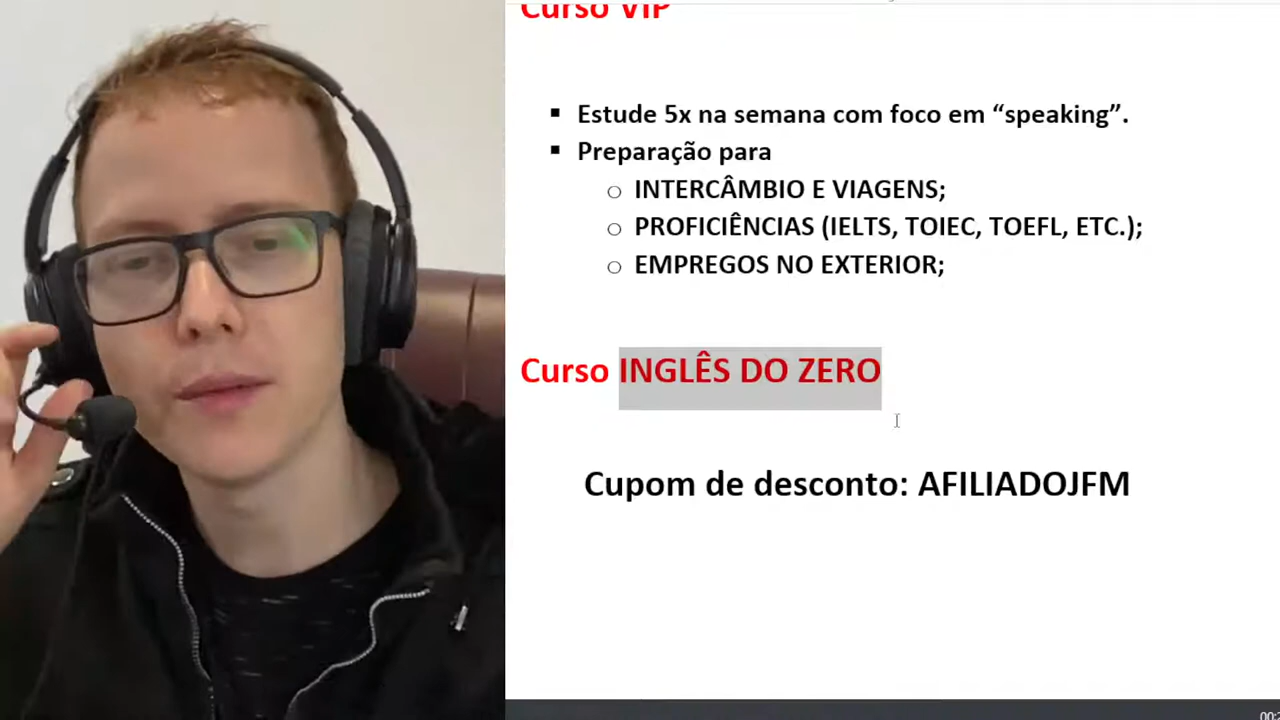 Curso VIP
▪ Estude 5x na semana com foco em “speaking”.
▪ Preparação para
○ INTERCÂMBIO E VIAGENS;
○ PROFICIÊNCIAS (IELTS, TOIEC, TOEFL, ETC.);
○ EMPREGOS NO EXTERIOR;
Curso INGLÊS DO ZERO
Cupom de desconto: AFILIADOJFM